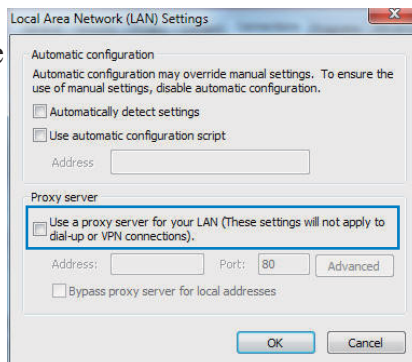 Local Area Network (LAN) Settings
e
Automatic configuration
Automatic configuration may override manual settings. To ensure the
use of manual settings, disable automatic configuration.
Automatically detect settings
Use automatic configuration script
Address
Proxy server
Use a proxy server for your LAN (These settings will not apply to
dial-up or VPN connections).
Address: Port: 80 Advanced
Bypass proxy server for local addresses
OK Cancel